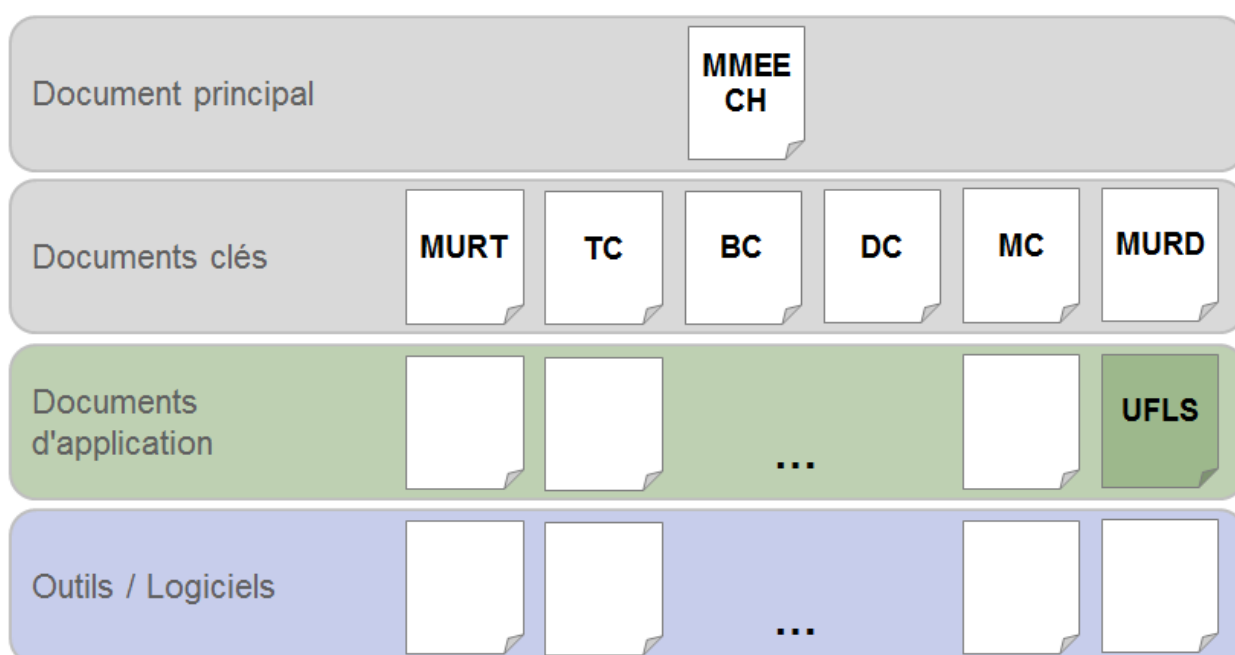 Document principal
MMEE
CH
Documents clés
MURT
TC
BC
DC
MC
MURD
Documents
d'application
...
UFLS
Outils / Logiciels
...